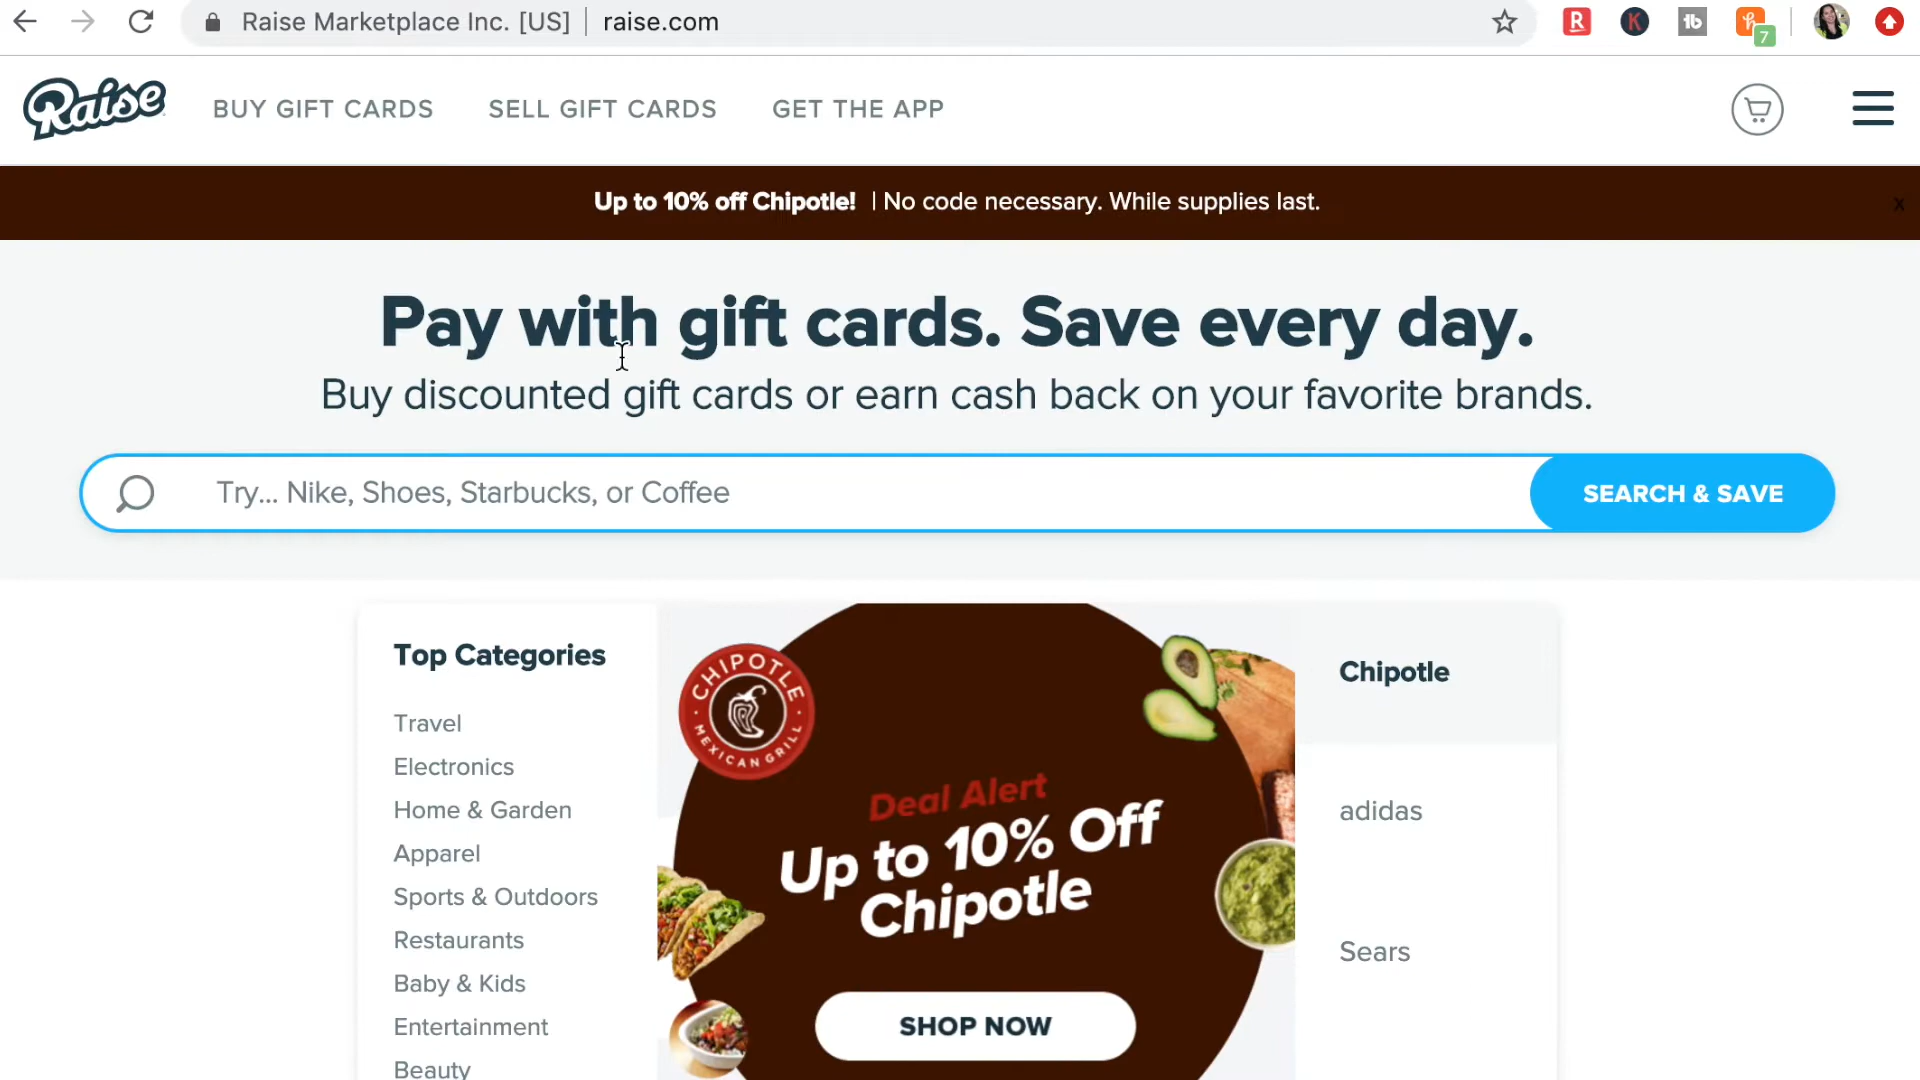 Raise Marketplace Inc. [US] | raise.com
7
Raise
BUY GIFT CARDS
SELL GIFT CARDS
GET THE APP
Up to 10% off Chipotle! | No code necessary. While supplies last.
x
Pay with gift cards. Save every day.
Buy discounted gift cards or earn cash back on your favorite brands.
Try... Nike, Shoes, Starbucks, or Coffee
SEARCH & SAVE
Top Categories
Travel
Electronics
Home & Garden
Apparel
Sports & Outdoors
Restaurants
Baby & Kids
Entertainment
Beauty
CHIPOTLE
MEXICAN GRILL
Deal Alert
Up to 10% Off
Chipotle
SHOP NOW
Chipotle
adidas
Sears